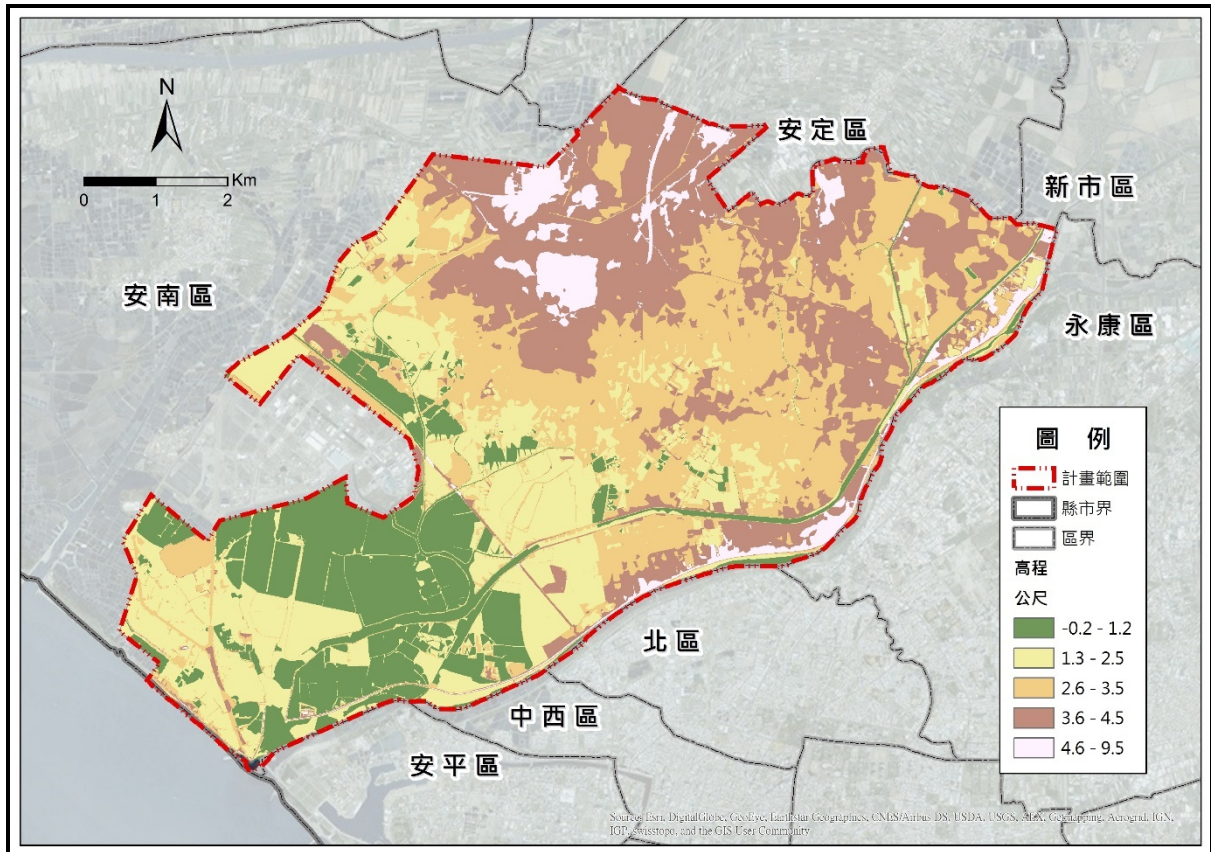 N
Km
0 1 2
安定區
新市區
安南區
永康區
北區
中西區
安平區
圖 例
計畫範圍
縣市界
區界
高程
公尺
-0.2 - 1.2
1.3 - 2.5
2.6 - 3.5
3.6 - 4.5
4.6 - 9.5
Source: Esri, DigitalGlobe, GeoEye, Earthstar Geographics, CNES/Airbus DS, USDA, USGS, AEX, Getmapping, Aerogrid, IGN,
IGP, swisstopo, and the GIS User Community